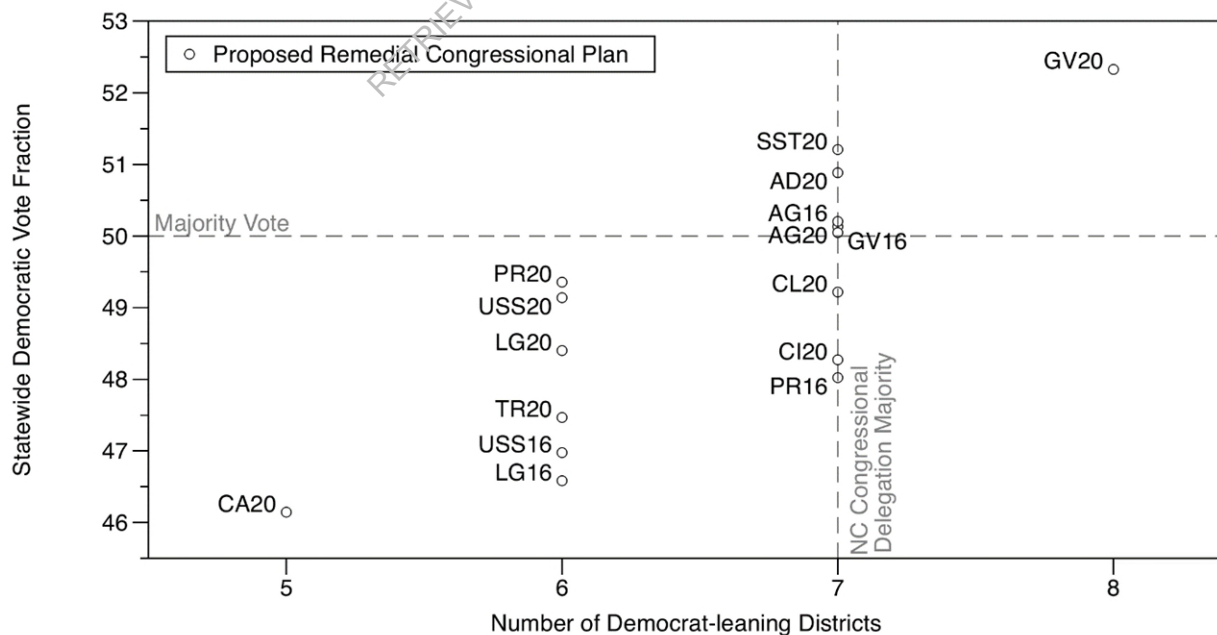 RETRIEV
Proposed Remedial Congressional Plan
Statewide Democratic Vote Fraction
53
52
51
50
49
48
47
46
Majority Vote
GV20
SST20
AD20
AG16
AG20
GV16
PR20
USS20
CL20
LG20
CI20
PR16
TR20
USS16
LG16
CA20
NC Congressional
Delegation Majority
5 6 7 8
Number of Democrat-leaning Districts